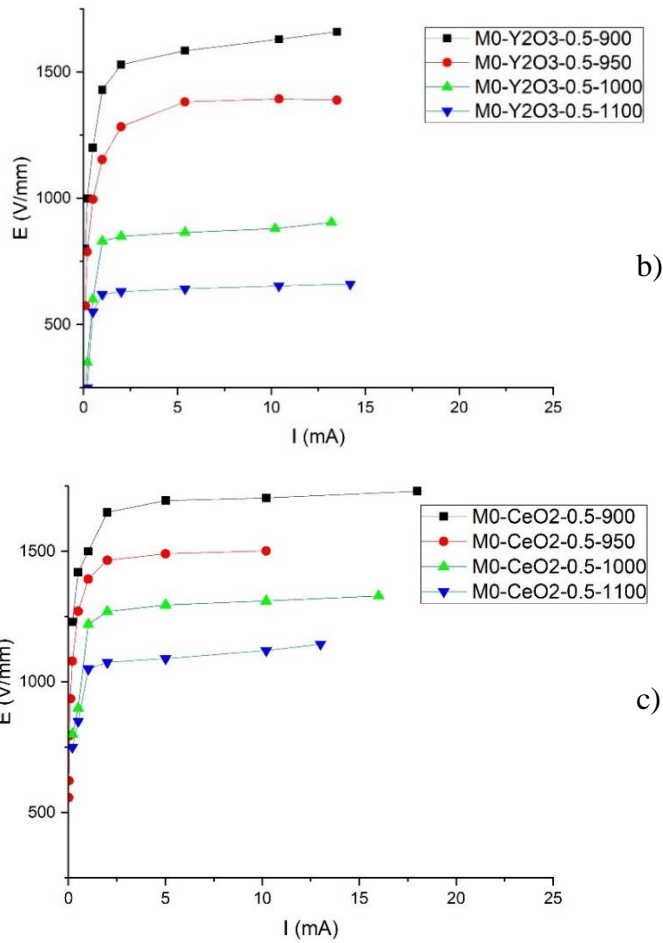 M0-Y2O3-0.5-900
M0-Y2O3-0.5-950
M0-Y2O3-0.5-1000
M0-Y2O3-0.5-1100
1500
1000
500
E (V/mm)
0 5 10 15 20 25
I (mA)
b)
M0-CeO2-0.5-900
M0-CeO2-0.5-950
M0-CeO2-0.5-1000
M0-CeO2-0.5-1100
1500
1000
500
E (V/mm)
0 5 10 15 20 25
I (mA)
c)